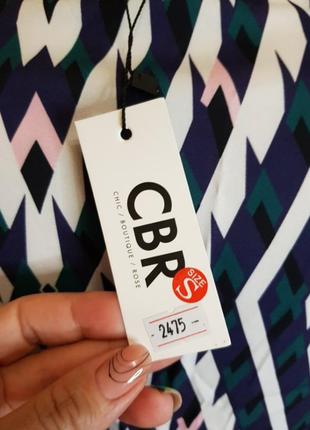 CBR
CHIC / BOUTIQUE / ROSE
SIZE
S
2475 -